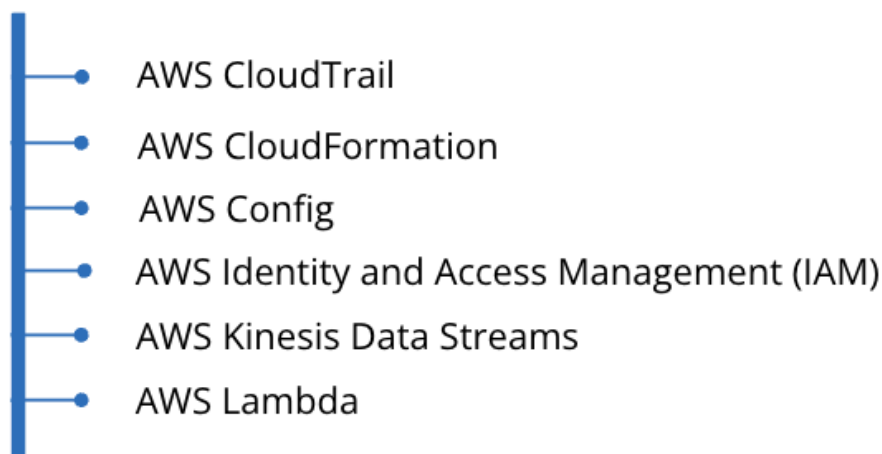 AWS CloudTrail
AWS CloudFormation
AWS Config
AWS Identity and Access Management (IAM)
AWS Kinesis Data Streams
AWS Lambda